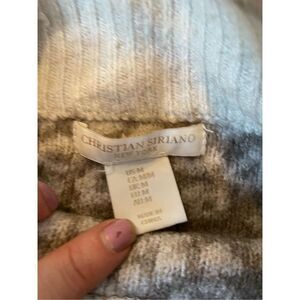 CHRISTIAN SIRIANO
NEW YORK
US:M
CA:M/M
UK:M
EU:M
AU:M
MADE IN
CHINA